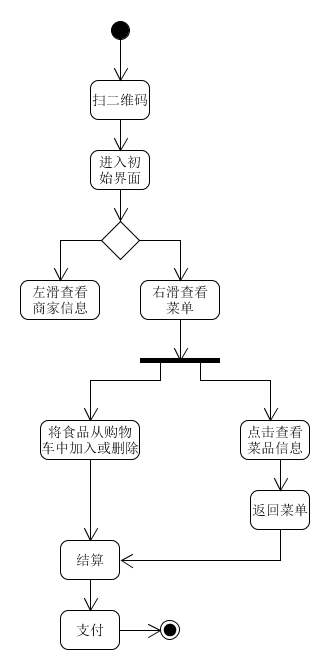 扫二维码
进入初
始界面
左滑查看
商家信息
右滑查看
菜单
将食品从购物
车中加入或删除
点击查看
菜品信息
返回菜单
结算
支付